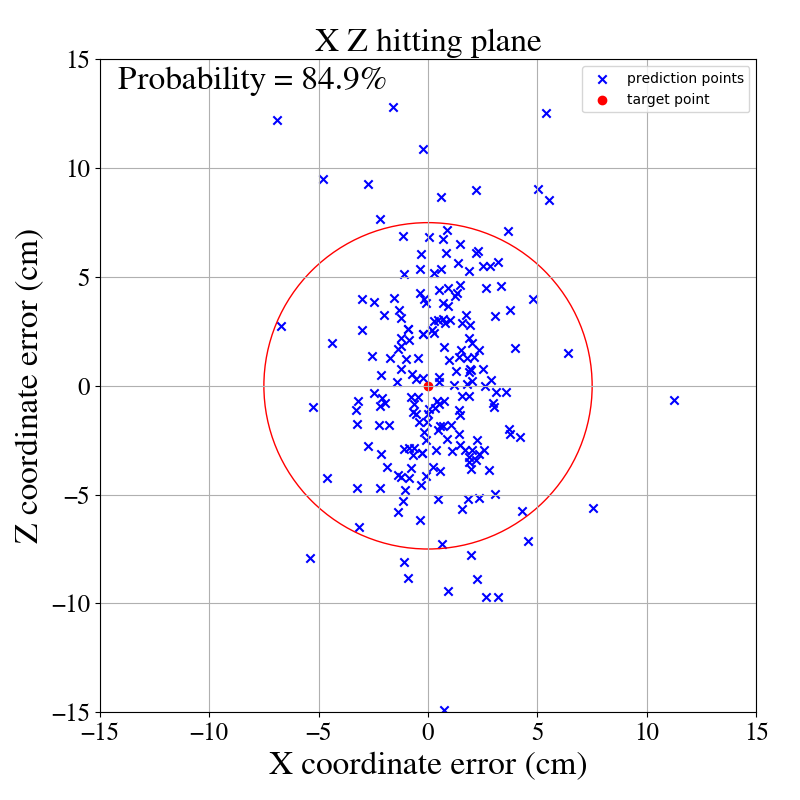 X Z hitting plane
Probability = 84.9%
prediction points
target point
15
10
5
0
−5
−10
−15
−15
−10
−5
0
5
10
15
Z coordinate error (cm)
X coordinate error (cm)